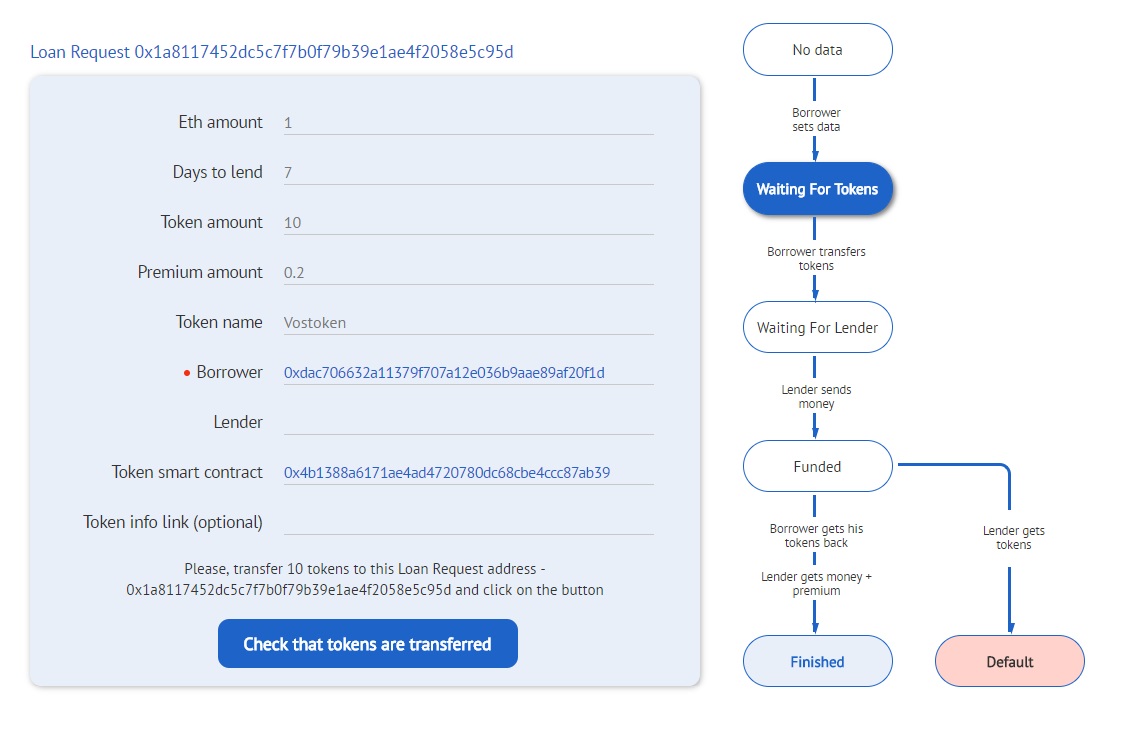 Loan Request 0x1a8117452dc5c7f7b0f79b39e1ae4f2058e5c95d
Eth amount 1
Days to lend 7
Token amount 10
Premium amount 0.2
Token name Vostoken
• Borrower 0xdac706632a11379f707a12e036b9aae89af20f1d
Lender
Token smart contract 0x4b1388a6171ae4ad4720780dc68cbe4ccc87ab39
Token info link (optional)
Please, transfer 10 tokens to this Loan Request address -
0x1a8117452dc5c7f7b0f79b39e1ae4f2058e5c95d and click on the button
Check that tokens are transferred
No data
Borrower
sets data
Waiting For Tokens
Borrower transfers
tokens
Waiting For Lender
Lender sends
money
Funded
Borrower gets his
tokens back
Lender gets money +
premium
Finished
Lender gets
tokens
Default